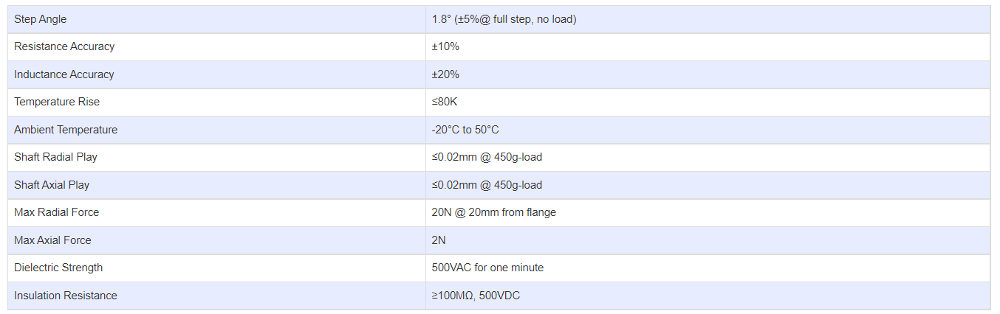 Step Angle 1.8° (±5%@ full step, no load)
Resistance Accuracy ±10%
Inductance Accuracy ±20%
Temperature Rise ≤80K
Ambient Temperature -20°C to 50°C
Shaft Radial Play ≤0.02mm @ 450g-load
Shaft Axial Play ≤0.02mm @ 450g-load
Max Radial Force 20N @ 20mm from flange
Max Axial Force 2N
Dielectric Strength 500VAC for one minute
Insulation Resistance ≥100MΩ, 500VDC